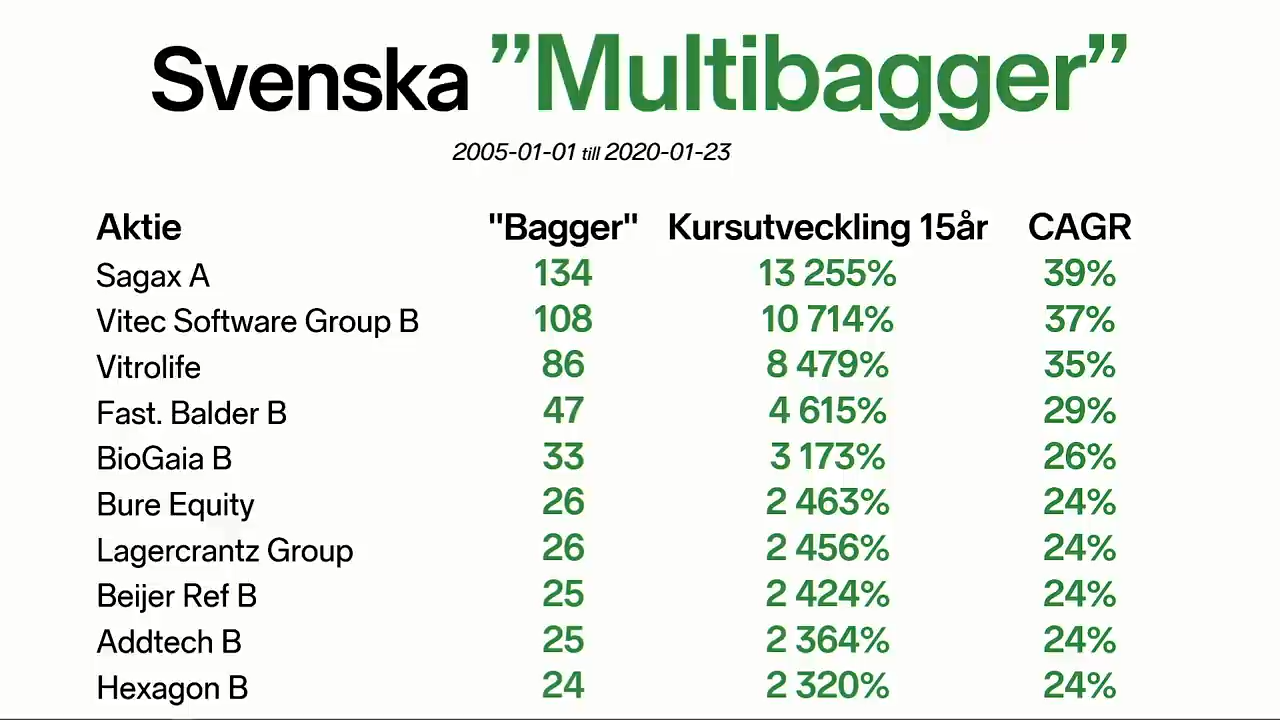 Svenska ”Multibagger”
2005-01-01 till 2020-01-23
Aktie "Bagger" Kursutveckling 15år CAGR
Sagax A 134 13 255% 39%
Vitec Software Group B 108 10 714% 37%
Vitrolife 86 8 479% 35%
Fast. Balder B 47 4 615% 29%
BioGaia B 33 3 173% 26%
Bure Equity 26 2 463% 24%
Lagercrantz Group 26 2 456% 24%
Beijer Ref B 25 2 424% 24%
Addtech B 25 2 364% 24%
Hexagon B 24 2 320% 24%